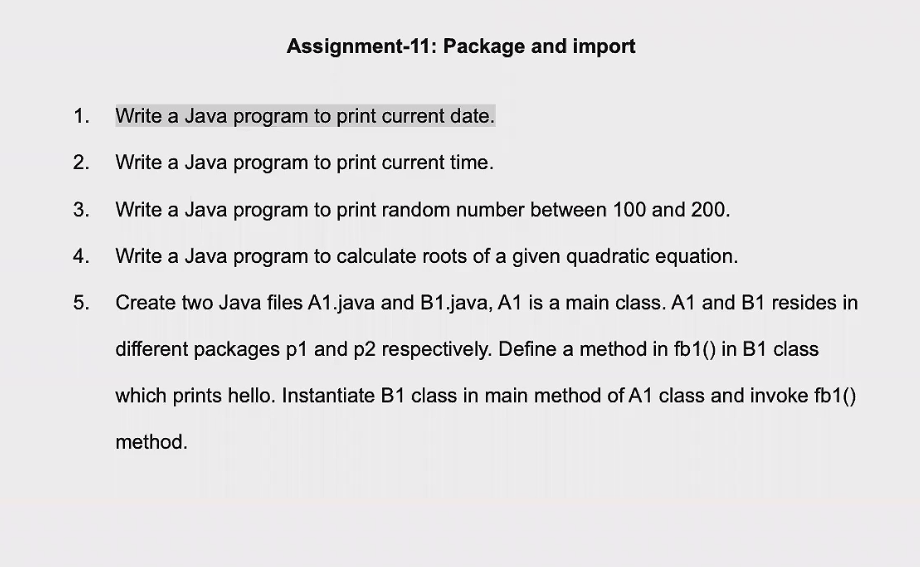 Assignment-11: Package and import
1. Write a Java program to print current date.
2. Write a Java program to print current time.
3. Write a Java program to print random number between 100 and 200.
4. Write a Java program to calculate roots of a given quadratic equation.
5. Create two Java files A1.java and B1.java, A1 is a main class. A1 and B1 resides in
different packages p1 and p2 respectively. Define a method in fb1() in B1 class
which prints hello. Instantiate B1 class in main method of A1 class and invoke fb1()
method.